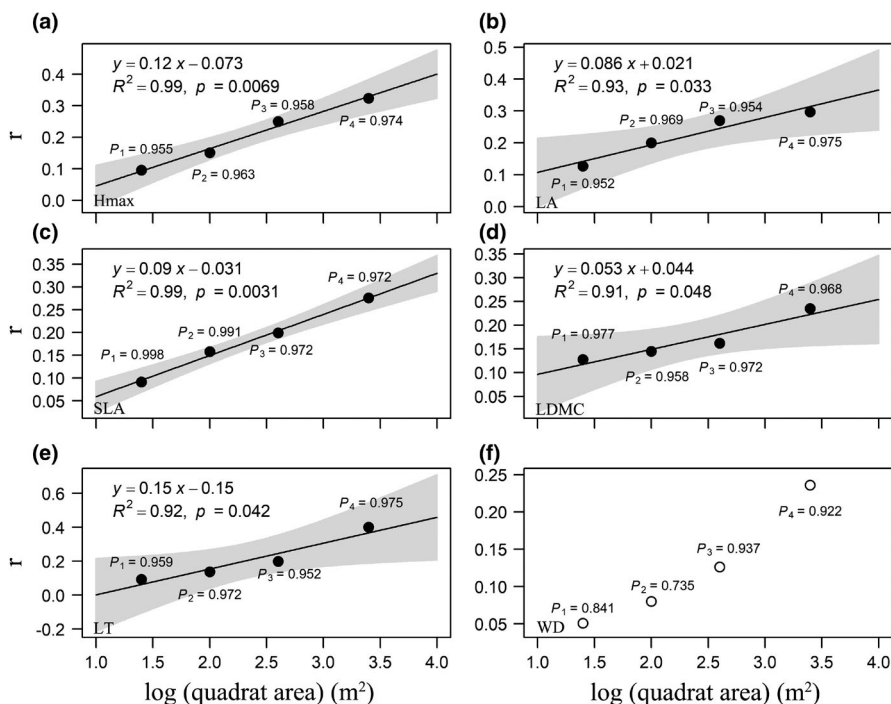 (a)
y = 0.12 x − 0.073
R² = 0.99, p = 0.0069
P₁ = 0.955
P₂ = 0.963
P₃ = 0.958
P₄ = 0.974
Hmax
r
0.4
0.3
0.2
0.1
0.0
(b)
y = 0.086 x + 0.021
R² = 0.93, p = 0.033
P₁ = 0.952
P₂ = 0.969
P₃ = 0.954
P₄ = 0.975
LA
0.5
0.4
0.3
0.2
0.1
0.0
(c)
y = 0.09 x − 0.031
R² = 0.99, p = 0.0031
P₁ = 0.998
P₂ = 0.991
P₃ = 0.972
P₄ = 0.972
SLA
r
0.35
0.30
0.25
0.20
0.15
0.10
0.05
(d)
y = 0.053 x + 0.044
R² = 0.91, p = 0.048
P₁ = 0.977
P₂ = 0.958
P₃ = 0.972
P₄ = 0.968
LDMC
0.35
0.30
0.25
0.20
0.15
0.10
0.05
(e)
y = 0.15 x − 0.15
R² = 0.92, p = 0.042
P₁ = 0.959
P₂ = 0.972
P₃ = 0.952
P₄ = 0.975
LT
r
0.6
0.4
0.2
0.0
-0.2
1.0 1.5 2.0 2.5 3.0 3.5 4.0
log (quadrat area) (m²)
(f)
P₁ = 0.841
P₂ = 0.735
P₃ = 0.937
P₄ = 0.922
WD
0.25
0.20
0.15
0.10
0.05
1.0 1.5 2.0 2.5 3.0 3.5 4.0
log (quadrat area) (m²)